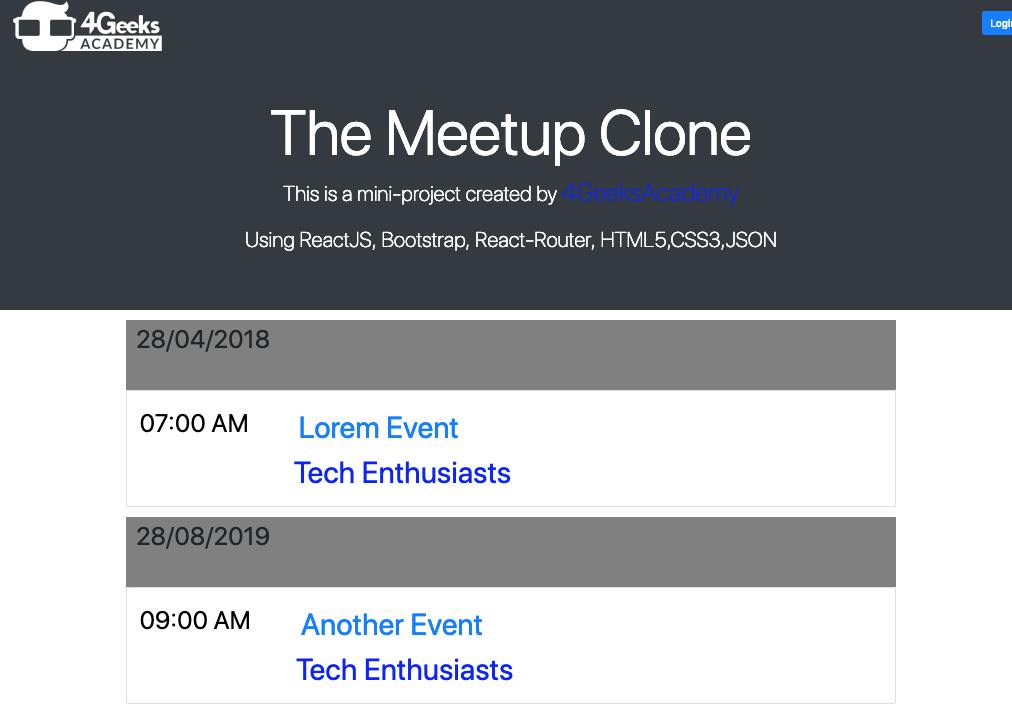 4Geeks
ACADEMY
The Meetup Clone
This is a mini-project created by 4GeeksAcademy
Using ReactJS, Bootstrap, React-Router, HTML5,CSS3,JSON
28/04/2018
07:00 AM Lorem Event
Tech Enthusiasts
28/08/2019
09:00 AM Another Event
Tech Enthusiasts